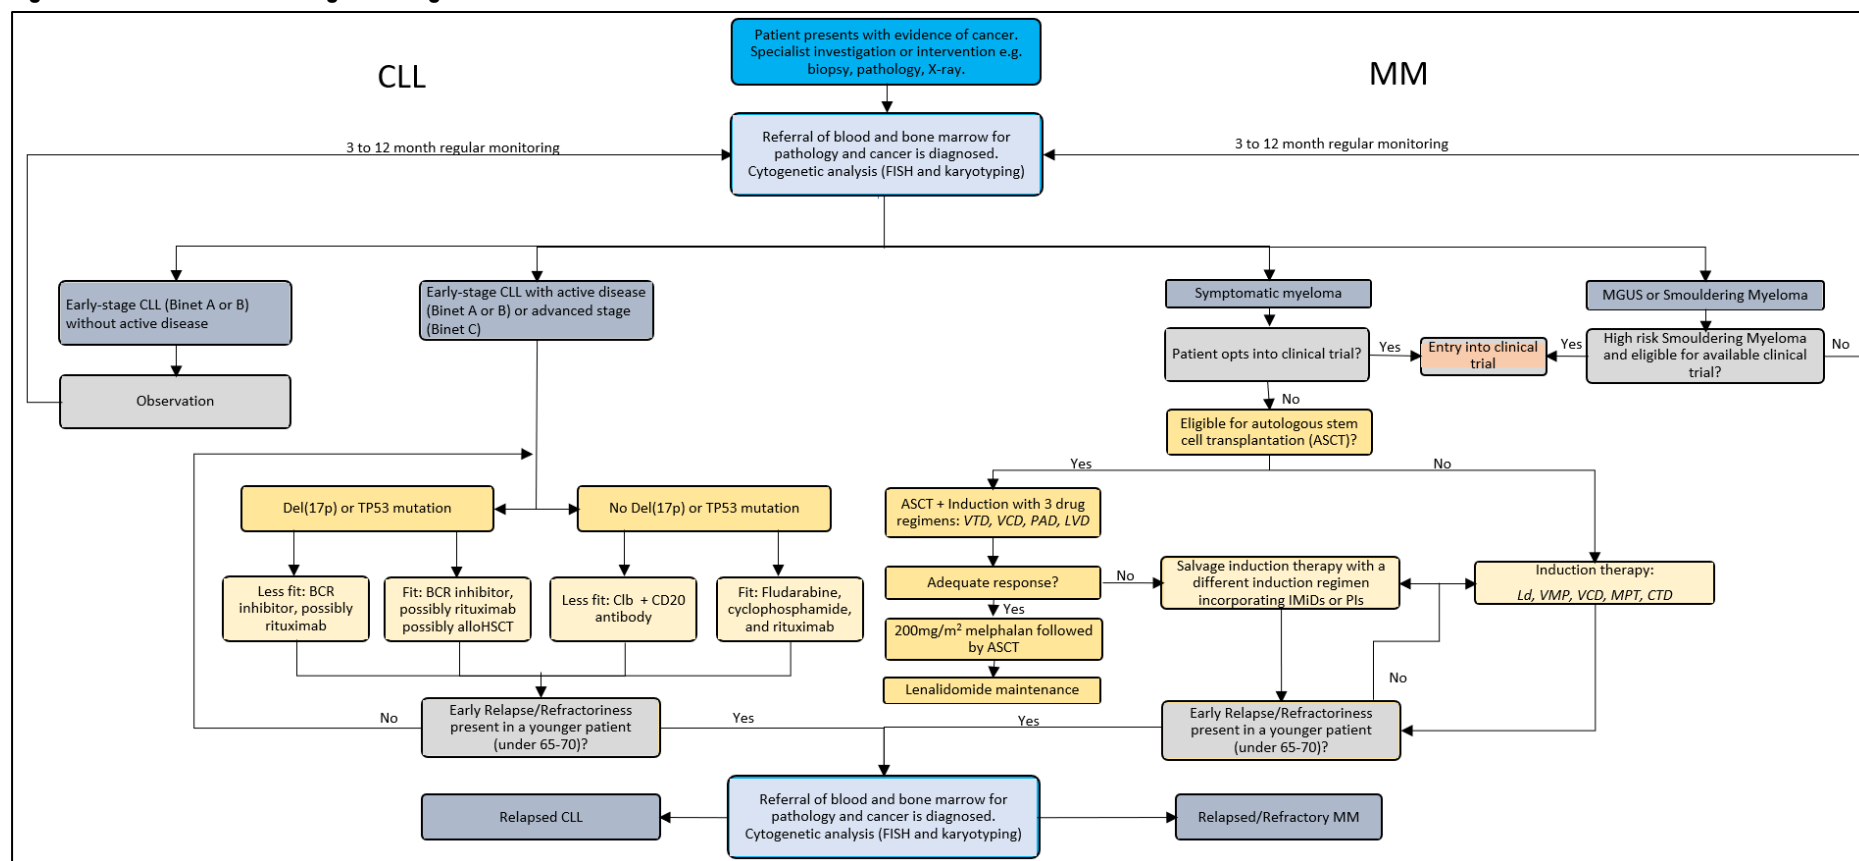 Patient presents with evidence of cancer.
Specialist investigation or intervention e.g.
biopsy, pathology, X-ray.
CLL
MM
Referral of blood and bone marrow for
pathology and cancer is diagnosed.
Cytogenetic analysis (FISH and karyotyping)
3 to 12 month regular monitoring
3 to 12 month regular monitoring
Early-stage CLL (Binet A or B)
without active disease
Early-stage CLL with active disease
(Binet A or B) or advanced stage
(Binet C)
Symptomatic myeloma
MGUS or Smouldering Myeloma
Observation
Patient opts into clinical trial?
Yes
Entry into clinical
trial
Yes
High risk Smouldering Myeloma
and eligible for available clinical
trial?
No
No
Eligible for autologous stem
cell transplantation (ASCT)?
Yes
No
Del(17p) or TP53 mutation
No Del(17p) or TP53 mutation
ASCT + Induction with 3 drug
regimens: VTD, VCD, PAD, LVD
Less fit: BCR
inhibitor, possibly
rituximab
Fit: BCR inhibitor,
possibly rituximab
possibly alloHSCT
Less fit: Clb + CD20
antibody
Fit: Fludarabine,
cyclophosphamide,
and rituximab
Adequate response?
No
Salvage induction therapy with a
different induction regimen
incorporating IMiDs or PIs
Induction therapy:
Ld, VMP, VCD, MPT, CTD
Yes
200mg/m² melphalan followed
by ASCT
Lenalidomide maintenance
No
No
Early Relapse/Refractoriness
present in a younger patient
(under 65-70)?
Yes
Yes
Early Relapse/Refractoriness
present in a younger patient
(under 65-70)?
Relapsed CLL
Referral of blood and bone marrow for
pathology and cancer is diagnosed.
Cytogenetic analysis (FISH and karyotyping)
Relapsed/Refractory MM